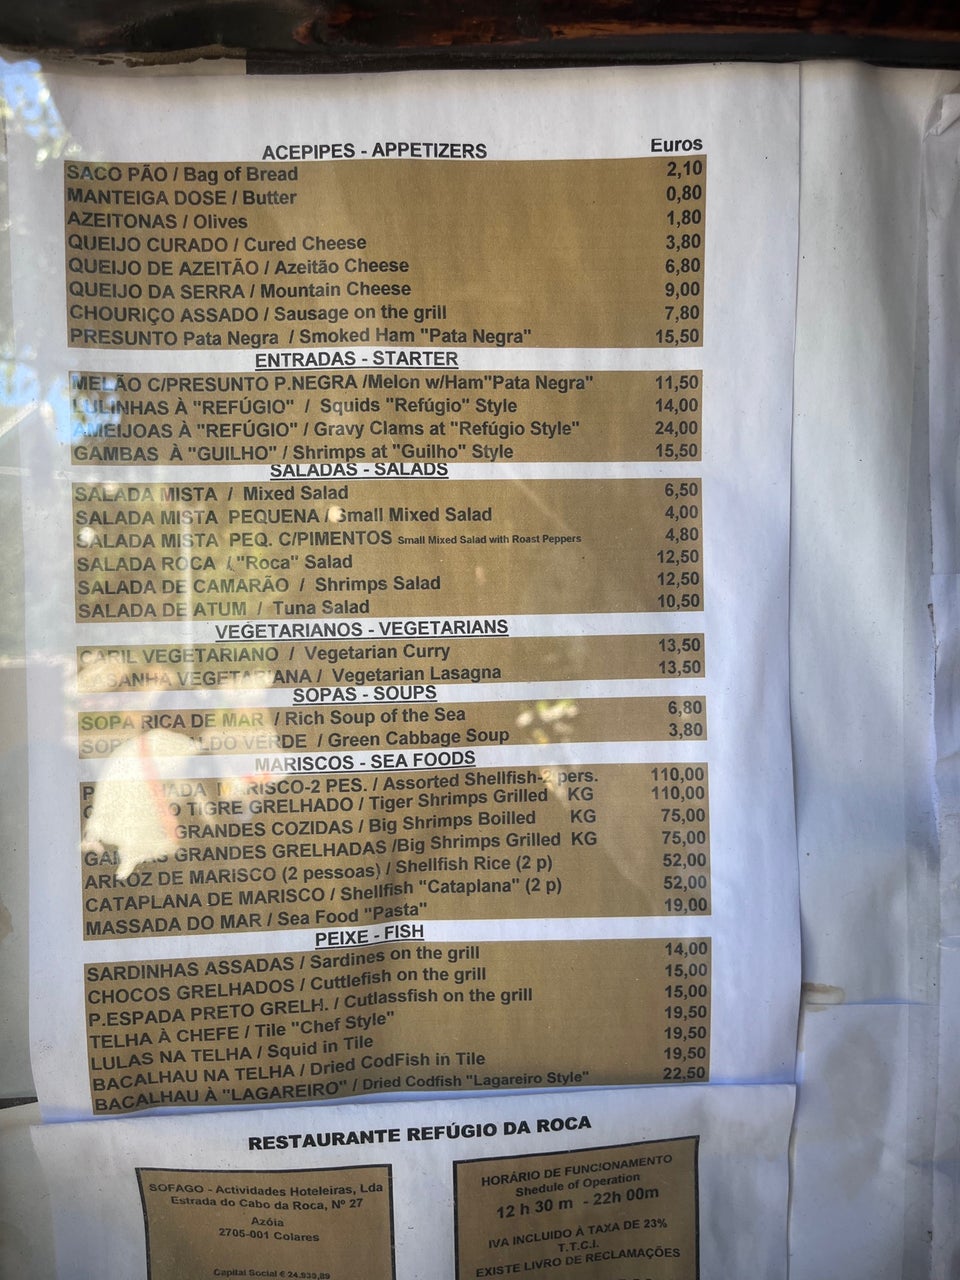 ACEPIPES - APPETIZERS Euros
SACO PÃO / Bag of Bread 2,10
MANTEIGA DOSE / Butter 0,80
AZEITONAS / Olives 1,80
QUEIJO CURADO / Cured Cheese 3,80
QUEIJO DE AZEITÃO / Azeitão Cheese 6,80
QUEIJO DA SERRA / Mountain Cheese 9,00
CHOURIÇO ASSADO / Sausage on the grill 7,80
PRESUNTO Pata Negra / Smoked Ham "Pata Negra" 15,50
ENTRADAS - STARTER
MELÃO C/PRESUNTO P.NEGRA /Melon w/Ham"Pata Negra" 11,50
LULINHAS À "REFÚGIO" / Squids "Refúgio" Style 14,00
AMEIJOAS À "REFÚGIO" / Gravy Clams at "Refúgio Style" 24,00
GAMBAS À "GUILHO" / Shrimps at "Guilho" Style 15,50
SALADAS - SALADS
SALADA MISTA / Mixed Salad 6,50
SALADA MISTA PEQUENA / Small Mixed Salad 4,00
SALADA MISTA PEQ. C/PIMENTOS Small Mixed Salad with Roast Peppers 4,80
SALADA ROCA / "Roca" Salad 12,50
SALADA DE CAMARÃO / Shrimps Salad 12,50
SALADA DE ATUM / Tuna Salad 10,50
VEGETARIANOS - VEGETARIANS
CARIL VEGETARIANO / Vegetarian Curry 13,50
LASANHA VEGETARIANA / Vegetarian Lasagna 13,50
SOPAS - SOUPS
SOPA RICA DE MAR / Rich Soup of the Sea 6,80
VERDE / Green Cabbage Soup 3,80
MARISCOS - SEA FOODS
MARISCO-2 PES. / Assorted Shellfish-2 pers. 110,00
TIGRE GRELHADO / Tiger Shrimps Grilled KG 110,00
GRANDES COZIDAS / Big Shrimps Boilled KG 75,00
GAMBAS GRANDES GRELHADAS /Big Shrimps Grilled KG 75,00
ARROZ DE MARISCO (2 pessoas) / Shellfish Rice (2 p) 52,00
CATAPLANA DE MARISCO / Shellfish "Cataplana" (2 p) 52,00
MASSADA DO MAR / Sea Food "Pasta" 19,00
PEIXE - FISH
SARDINHAS ASSADAS / Sardines on the grill 14,00
CHOCOS GRELHADOS / Cuttlefish on the grill 15,00
P.ESPADA PRETO GRELH. / Cutlassfish on the grill 15,00
TELHA À CHEFE / Tile "Chef Style" 19,50
LULAS NA TELHA / Squid in Tile 19,50
BACALHAU NA TELHA / Dried CodFish in Tile 19,50
BACALHAU À "LAGAREIRO" / Dried Codfish "Lagareiro Style" 22,50
RESTAURANTE REFÚGIO DA ROCA
SOFAGO - Actividades Hoteleiras, Lda
Estrada do Cabo da Roca, Nº 27
Azóia
2705-001 Colares
Capital Social € 24.939,89
HORÁRIO DE FUNCIONAMENTO
Shedule of Operation
12 h 30 m - 22h 00m
IVA INCLUIDO À TAXA DE 23%
T.T.C.I.
EXISTE LIVRO DE RECLAMAÇÕES